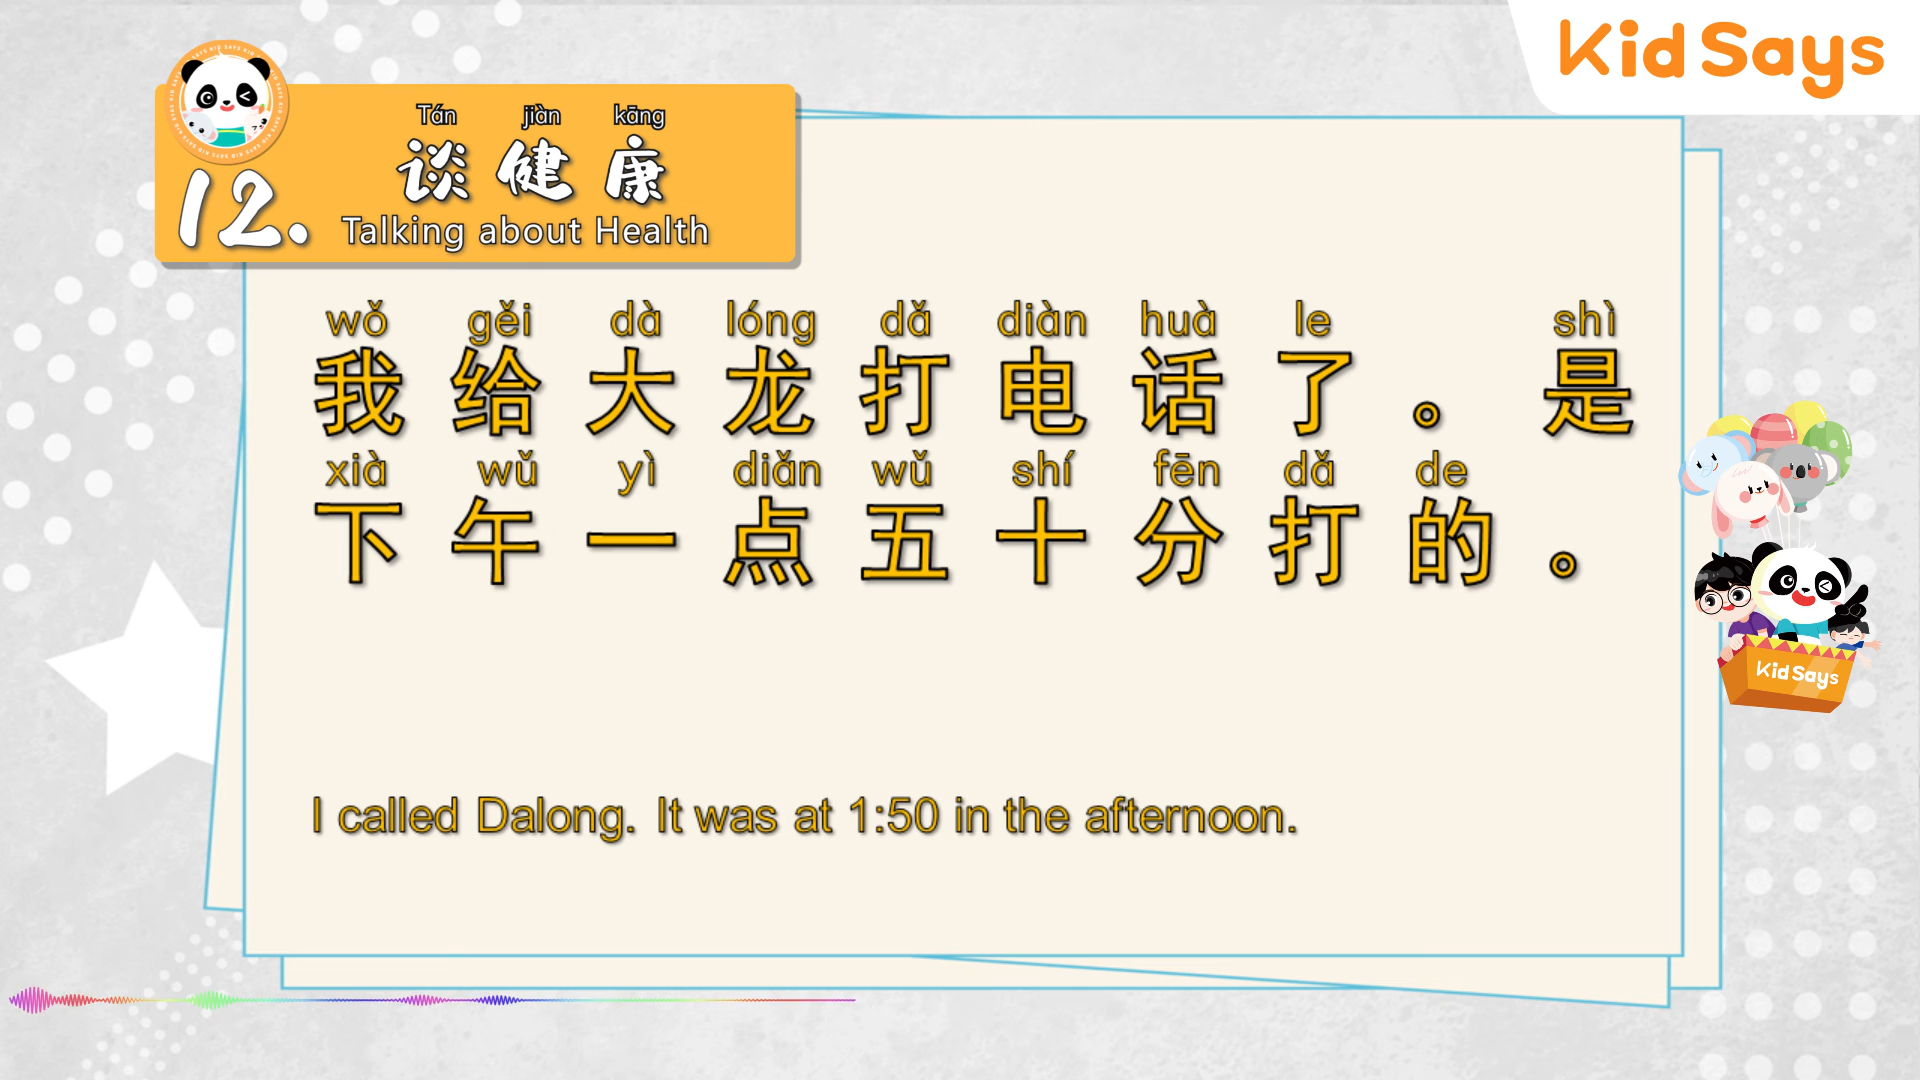 Kid Says
Tán jiàn kāng
12. 谈健康
Talking about Health
wǒ gěi dà lóng dǎ diàn huà le shì
我给大龙打电话了。是
xià wǔ yì diǎn wǔ shí fēn dǎ de
下午一点五十分打的。
I called Dalong. It was at 1:50 in the afternoon.
Kid Says